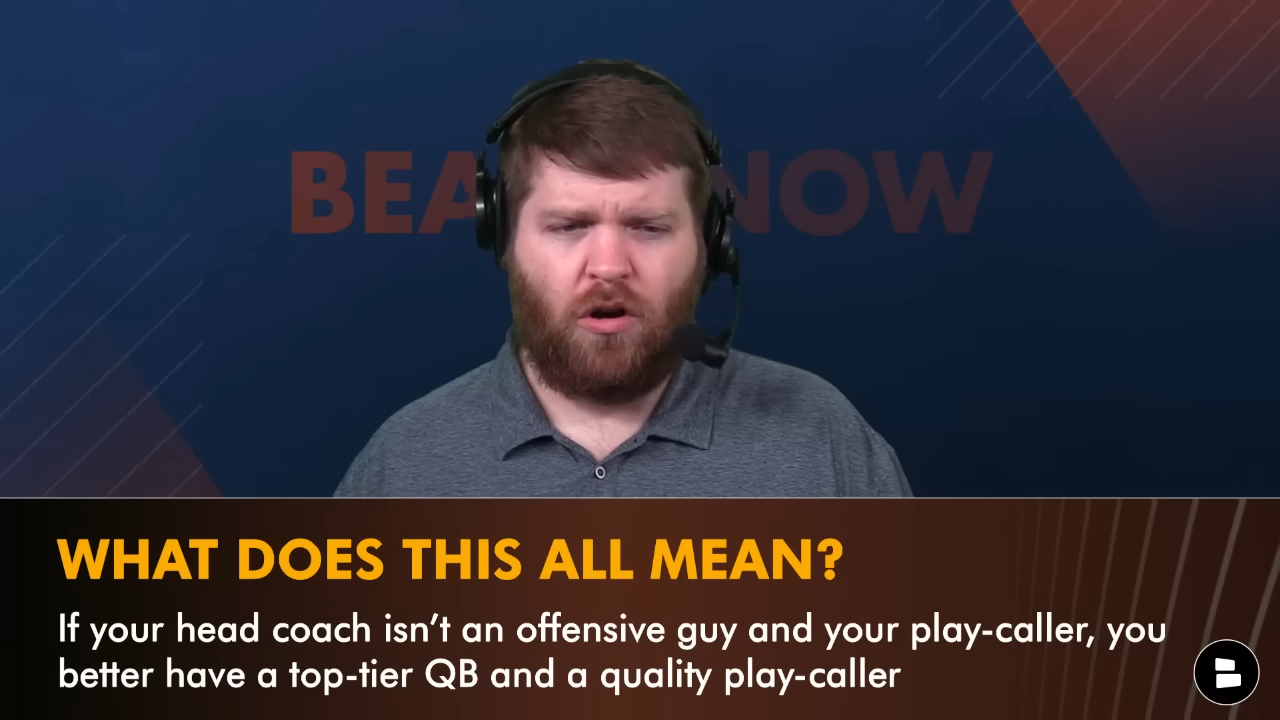 BEA NOW
WHAT DOES THIS ALL MEAN?
If your head coach isn't an offensive guy and your play-caller, you
better have a top-tier QB and a quality play-caller